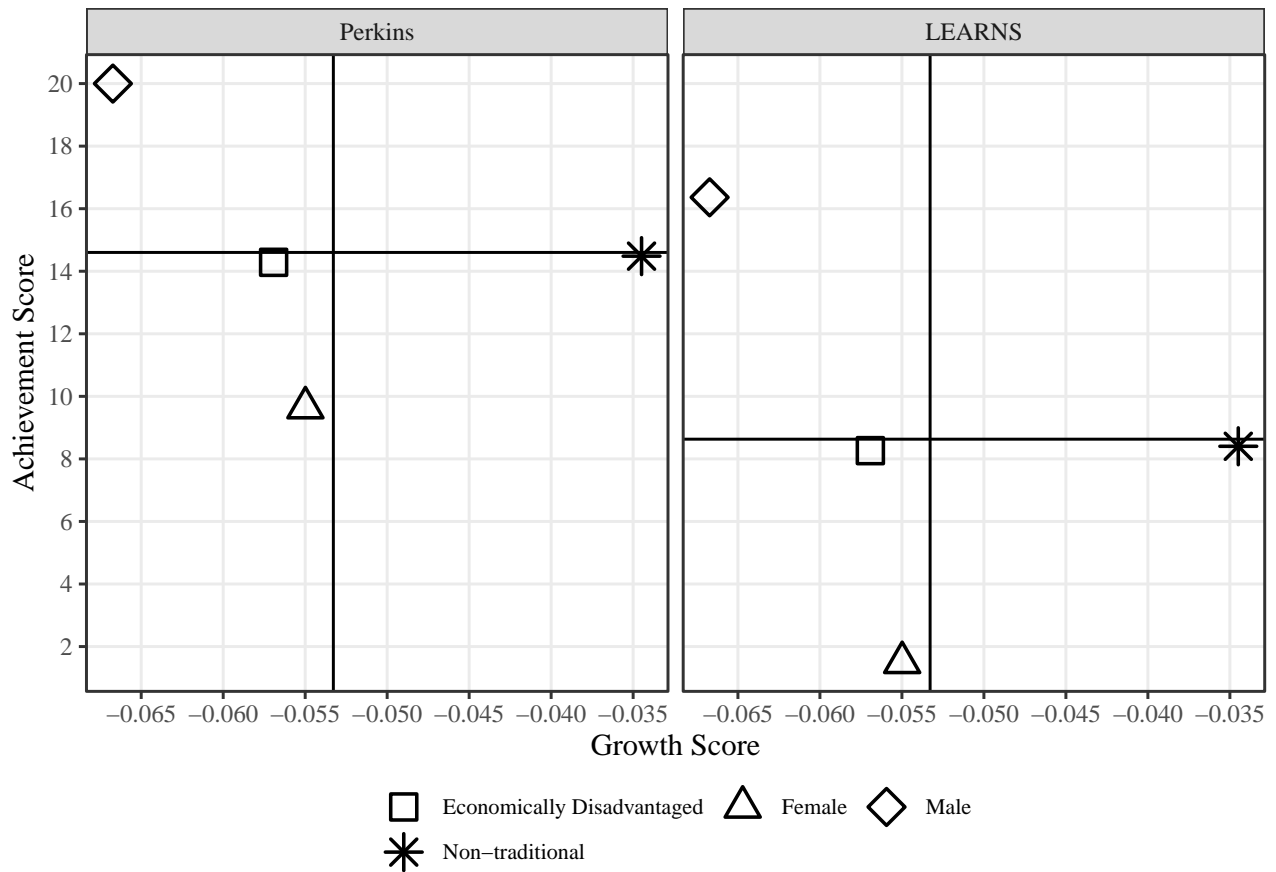 Perkins LEARNS
20
18
16
14
12
10
8
6
4
2
Achievement Score
−0.065 −0.060 −0.055 −0.050 −0.045 −0.040 −0.035 −0.065 −0.060 −0.055 −0.050 −0.045 −0.040 −0.035
Growth Score
Economically Disadvantaged Female Male
Non−traditional